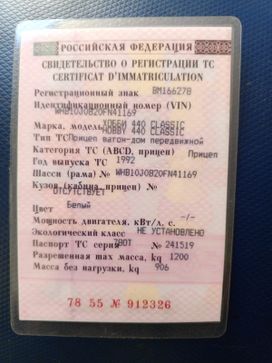 РОССИЙСКАЯ ФЕДЕРАЦИЯ
СВИДЕТЕЛЬСТВО О РЕГИСТРАЦИИ ТС
CERTIFICAT D'IMMATRICULATION
Регистрационный знак ВМ166278
Идентификационный номер (VIN)
WHB10J0820FN41169
Марка, модель ХОББИ 440 CLASSIC
HOBBY 440 CLASSIC
Тип ТС Прицеп вагон-дом передвижной
Категория ТС (ABCD, прицеп) Прицеп
Год выпуска ТС 1992
Шасси (рама) № WHB10J0820FN41169
Кузов (кабина, прицеп) №
ОТСУТСТВУЕТ
Цвет Белый
Мощность двигателя, кВт/л. с. -/-
Экологический класс НЕ УСТАНОВЛЕНО
Паспорт ТС серия 78ОТ № 241519
Разрешенная max масса, kg 1200
Масса без нагрузки, kg 906
78 55 № 912326